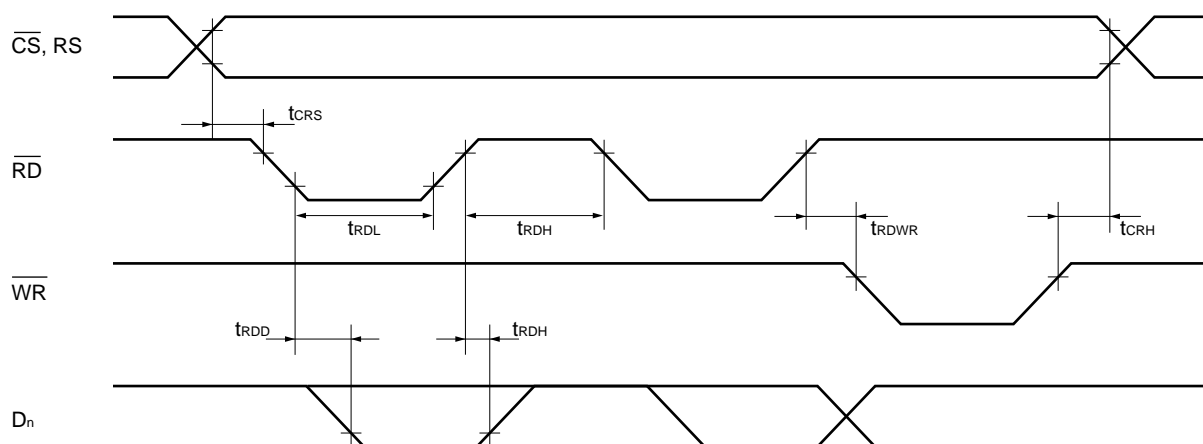 CS, RS
tCRS
RD
tRDL
tRDH
tRDWR
tCRH
WR
tRDD
tRDH
Dn